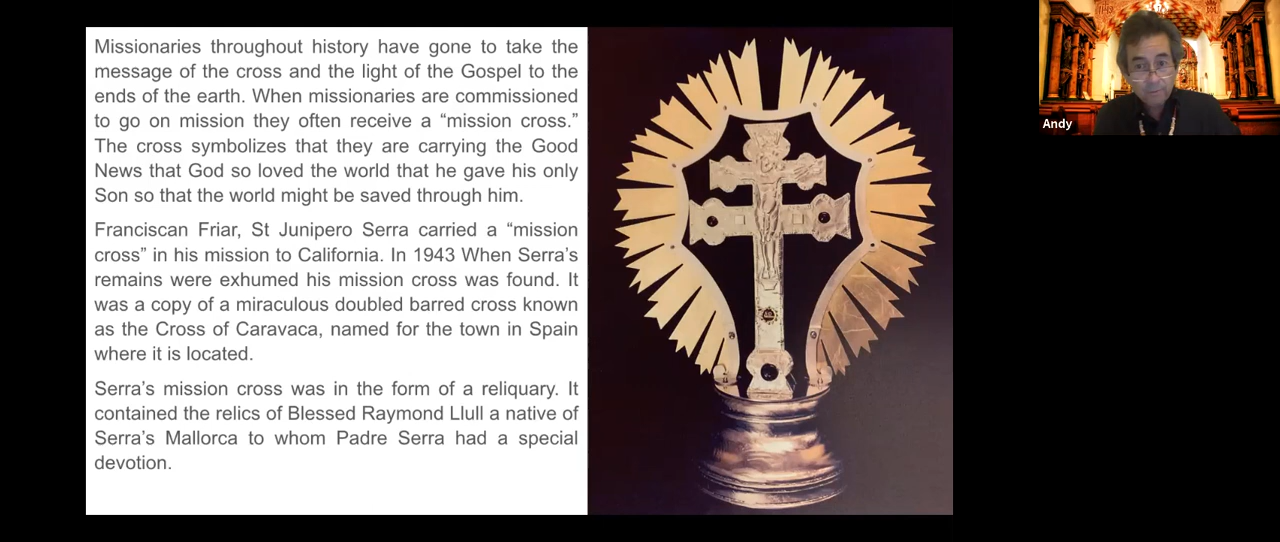 Missionaries throughout history have gone to take the
message of the cross and the light of the Gospel to the
ends of the earth. When missionaries are commissioned
to go on mission they often receive a “mission cross.”
The cross symbolizes that they are carrying the Good
News that God so loved the world that he gave his only
Son so that the world might be saved through him.
Franciscan Friar, St Junipero Serra carried a “mission
cross” in his mission to California. In 1943 When Serra’s
remains were exhumed his mission cross was found. It
was a copy of a miraculous doubled barred cross known
as the Cross of Caravaca, named for the town in Spain
where it is located.
Serra’s mission cross was in the form of a reliquary. It
contained the relics of Blessed Raymond Llull a native of
Serra’s Mallorca to whom Padre Serra had a special
devotion.
Andy